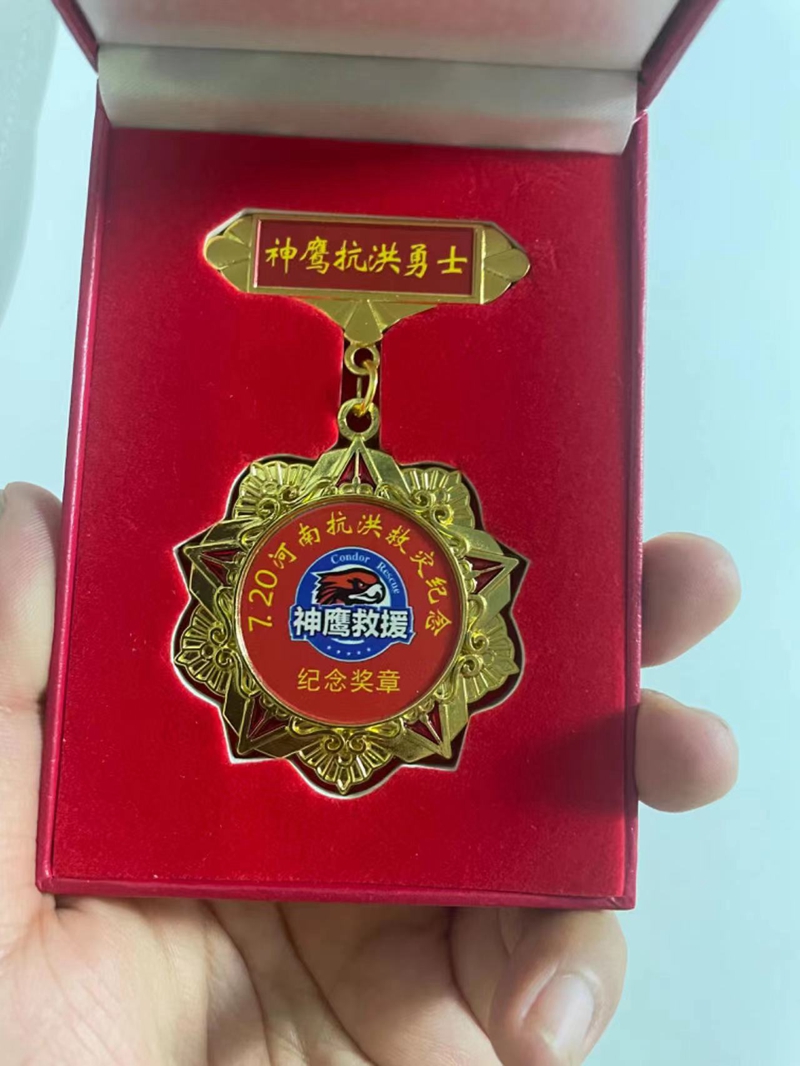 神鹰抗洪勇士
7.20河南抗洪救灾纪念
Condor Rescue
神鹰救援
纪念奖章